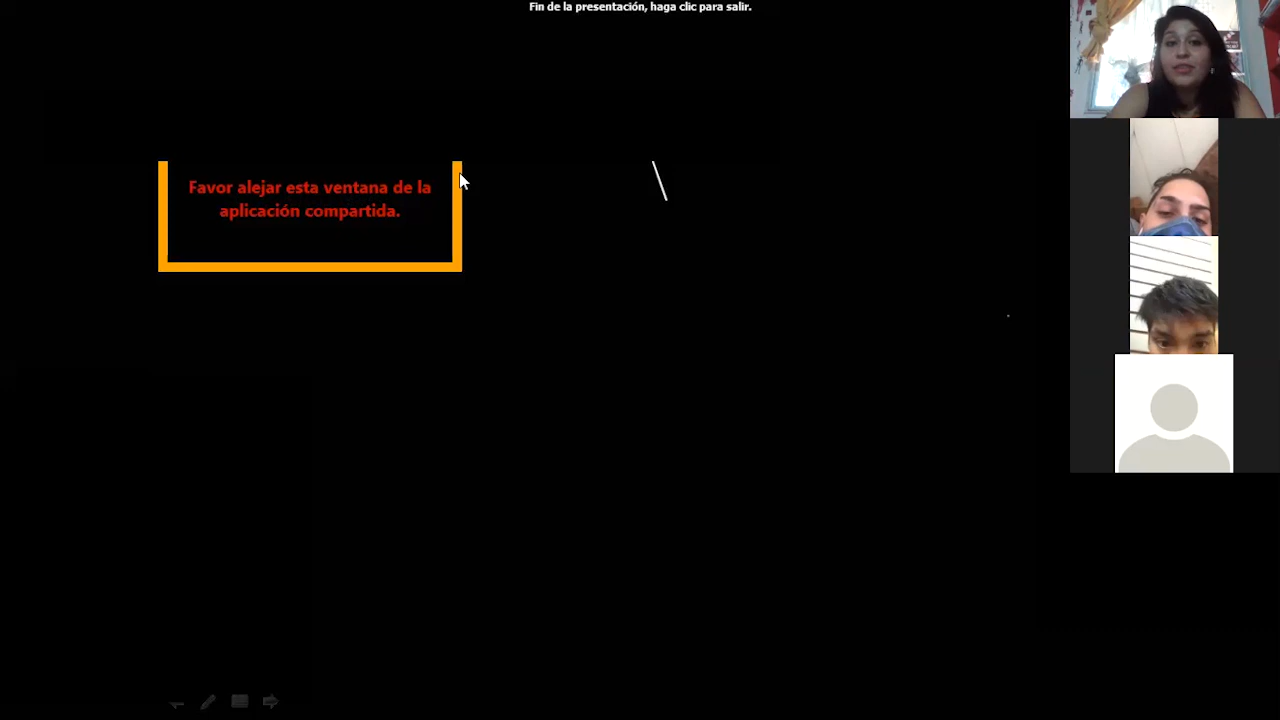 Fin de la presentación, haga clic para salir.
Favor alejar esta ventana de la
aplicación compartida.